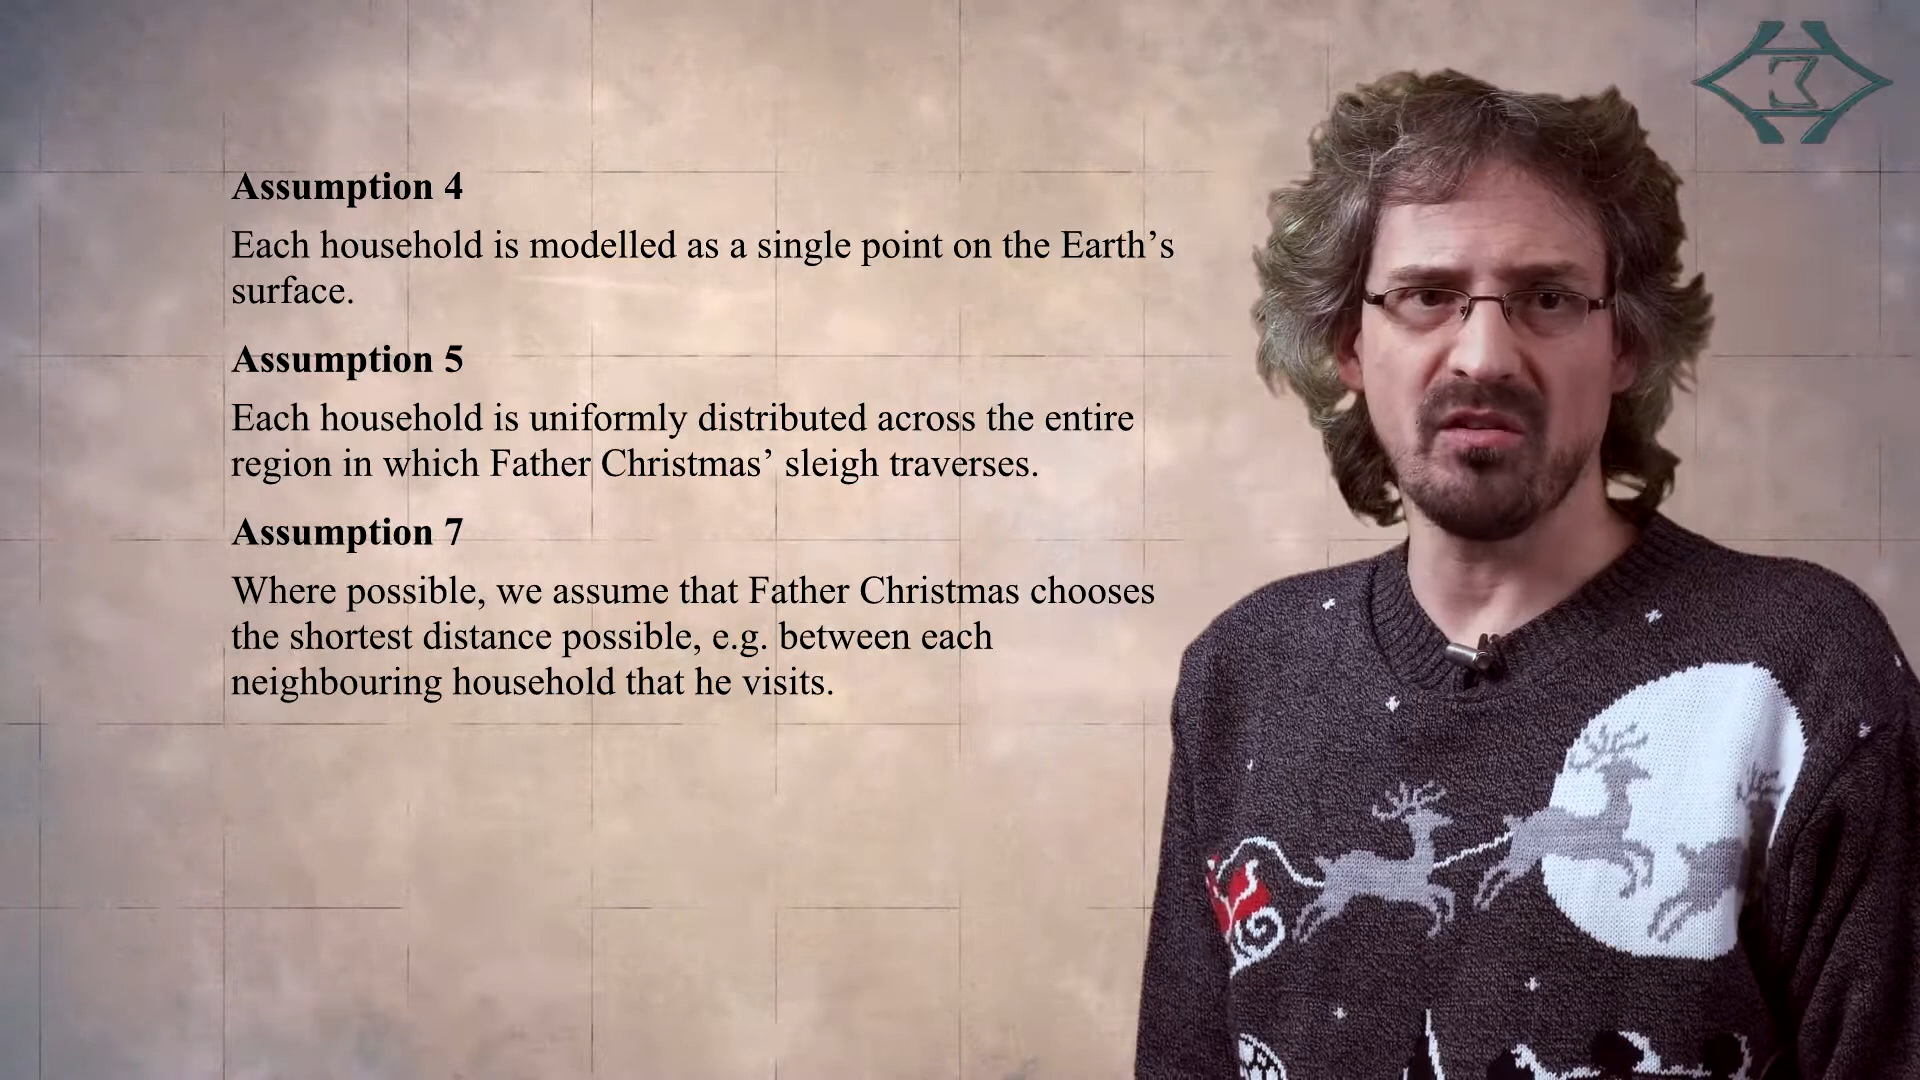 Assumption 4
Each household is modelled as a single point on the Earth’s
surface.
Assumption 5
Each household is uniformly distributed across the entire
region in which Father Christmas’ sleigh traverses.
Assumption 7
Where possible, we assume that Father Christmas chooses
the shortest distance possible, e.g. between each
neighbouring household that he visits.